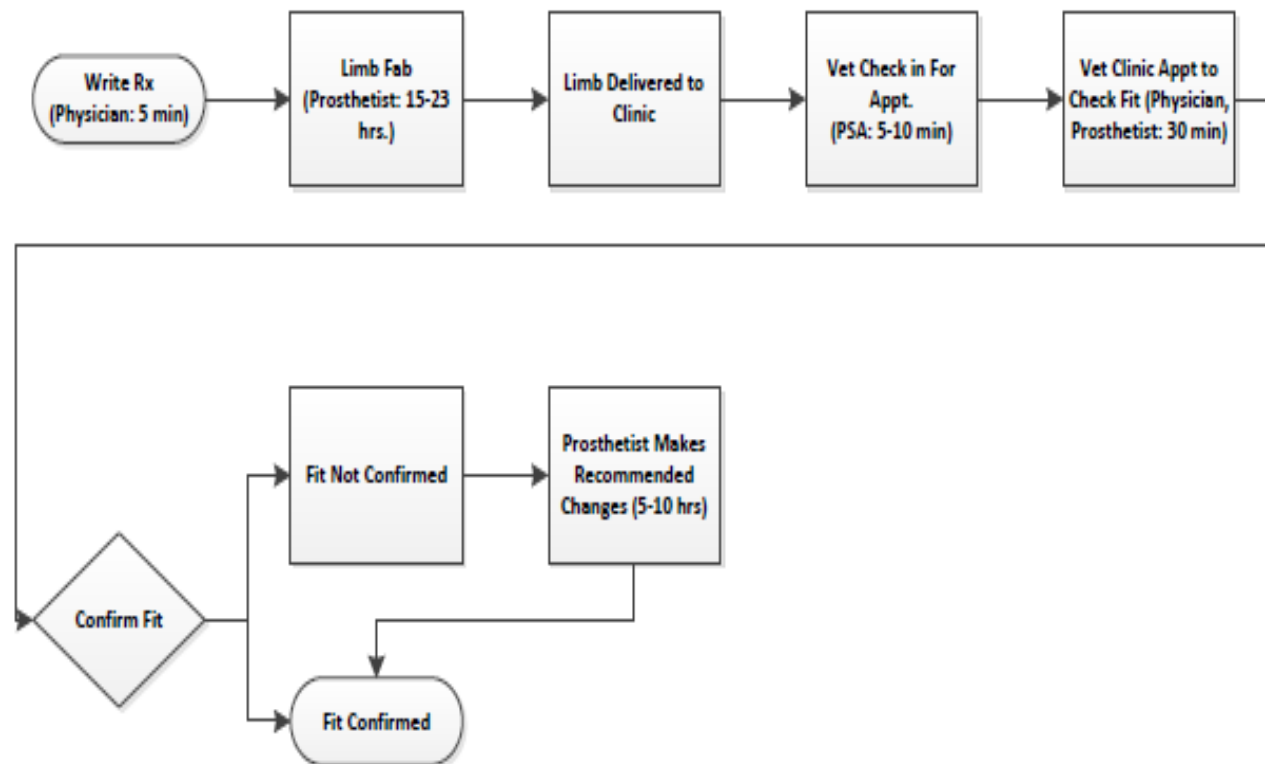 Write Rx
(Physician: 5 min)
Limb Fab
(Prosthetist: 15-23
hrs.)
Limb Delivered to
Clinic
Vet Check in For
Appt.
(PSA: 5-10 min)
Vet Clinic Appt to
Check Fit (Physician,
Prosthetist: 30 min)
Fit Not Confirmed
Prosthetist Makes
Recommended
Changes (5-10 hrs)
Confirm Fit
Fit Confirmed